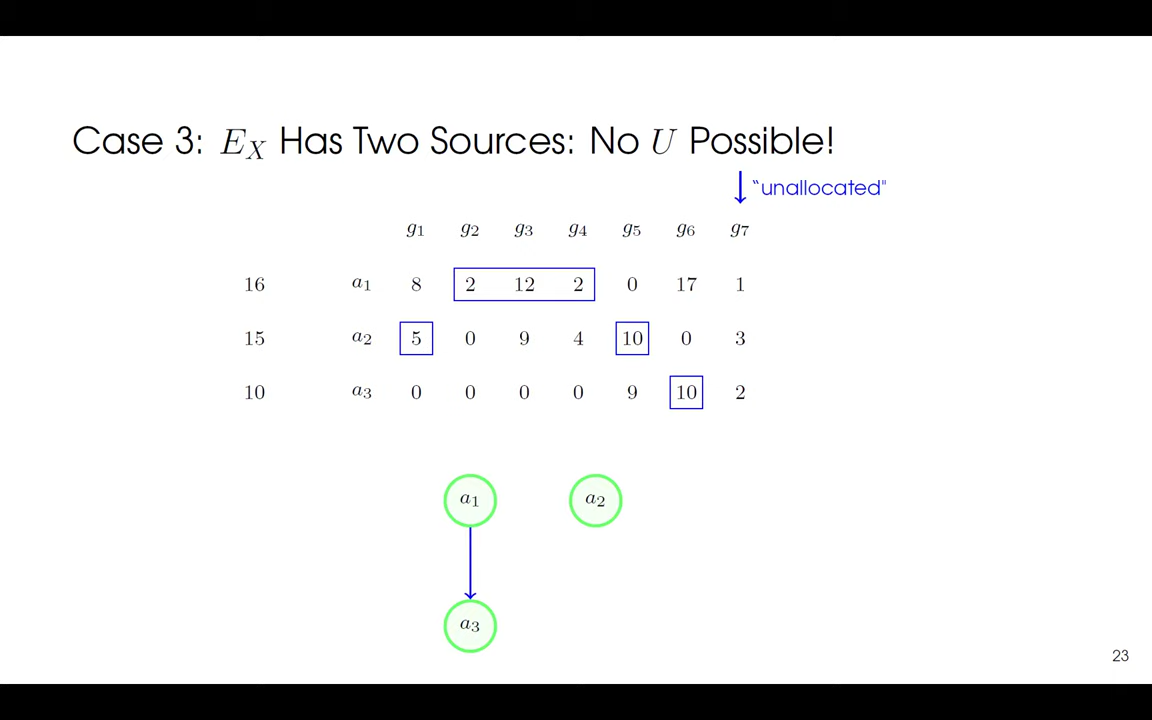 Case 3: E_X Has Two Sources: No U Possible!
"unallocated"
g₁ g₂ g₃ g₄ g₅ g₆ g₇
16 a₁ 8 2 12 2 0 17 1
15 a₂ 5 0 9 4 10 0 3
10 a₃ 0 0 0 0 9 10 2
a₁ a₂
a₃
23